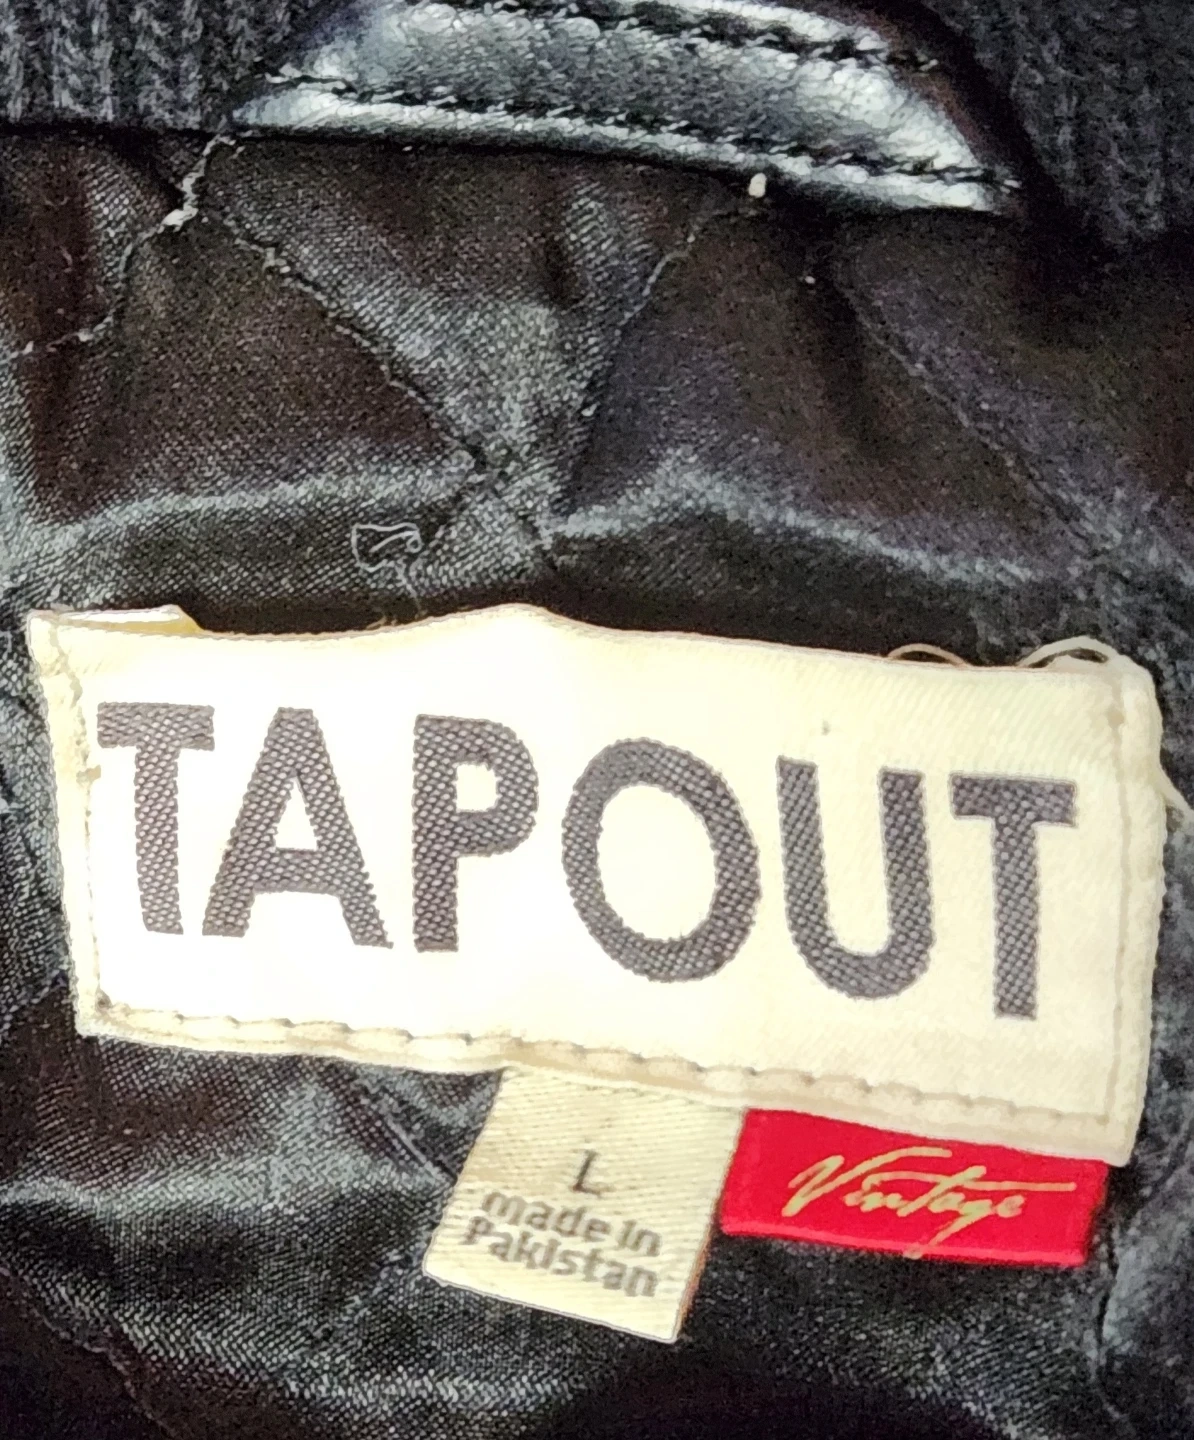 TAPOUT
L
made in
Pakistan
Vintage